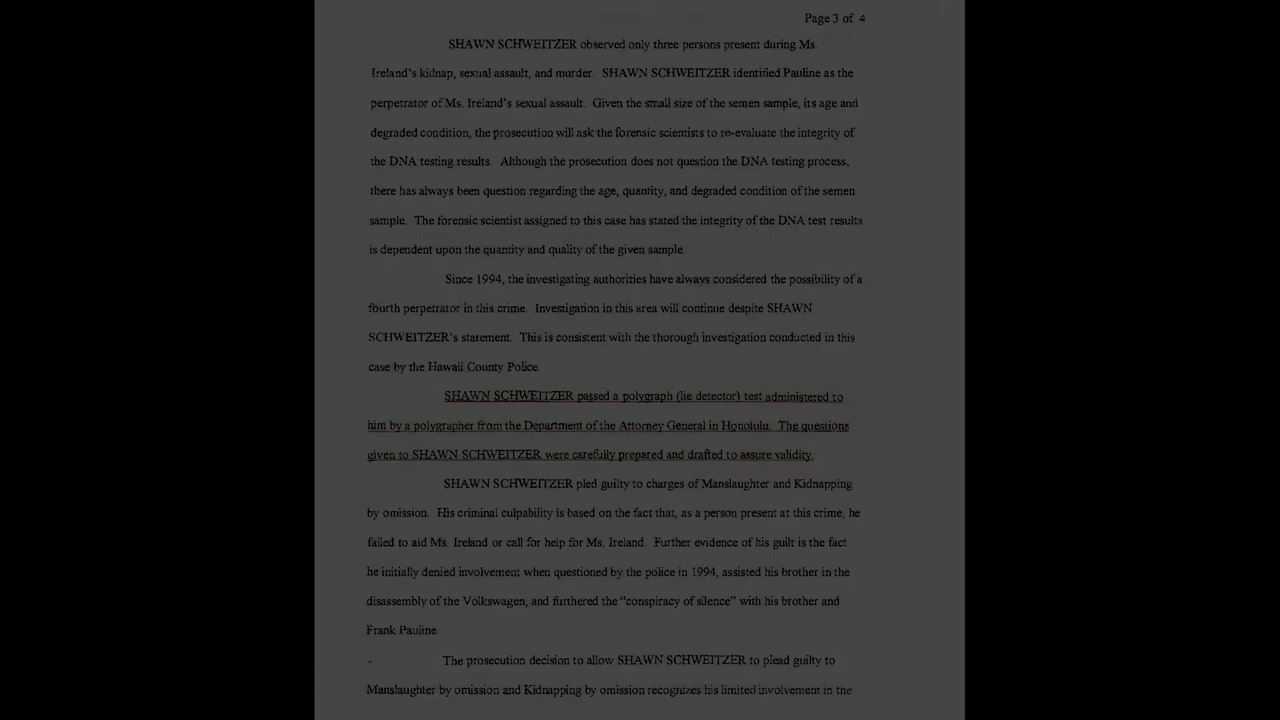 Page 3 of 4
SHAWN SCHWEITZER observed only three persons present during Ms.
Ireland's kidnap, sexual assault, and murder. SHAWN SCHWEITZER identified Pauline as the
perpetrator of Ms. Ireland's sexual assault. Given the small size of the semen sample, its age and
degraded condition, the prosecution will ask the forensic scientists to re-evaluate the integrity of
the DNA testing results. Although the prosecution does not question the DNA testing process,
there has always been question regarding the age, quantity, and degraded condition of the semen
sample. The forensic scientist assigned to this case has stated the integrity of the DNA test results
is dependent upon the quantity and quality of the given sample.
Since 1994, the investigating authorities have always considered the possibility of a
fourth perpetrator in this crime. Investigation in this area will continue despite SHAWN
SCHWEITZER's statement. This is consistent with the thorough investigation conducted in this
case by the Hawaii County Police.
SHAWN SCHWEITZER passed a polygraph (lie detector) test administered to
him by a polygrapher from the Department of the Attorney General in Honolulu. The questions
given to SHAWN SCHWEITZER were carefully prepared and drafted to assure validity.
SHAWN SCHWEITZER pled guilty to charges of Manslaughter and Kidnapping
by omission. His criminal culpability is based on the fact that, as a person present at this crime, he
failed to aid Ms. Ireland or call for help for Ms. Ireland. Further evidence of his guilt is the fact
he initially denied involvement when questioned by the police in 1994, assisted his brother in the
disassembly of the Volkswagen, and furthered the "conspiracy of silence" with his brother and
Frank Pauline.
The prosecution decision to allow SHAWN SCHWEITZER to plead guilty to
Manslaughter by omission and Kidnapping by omission recognizes his limited involvement in the